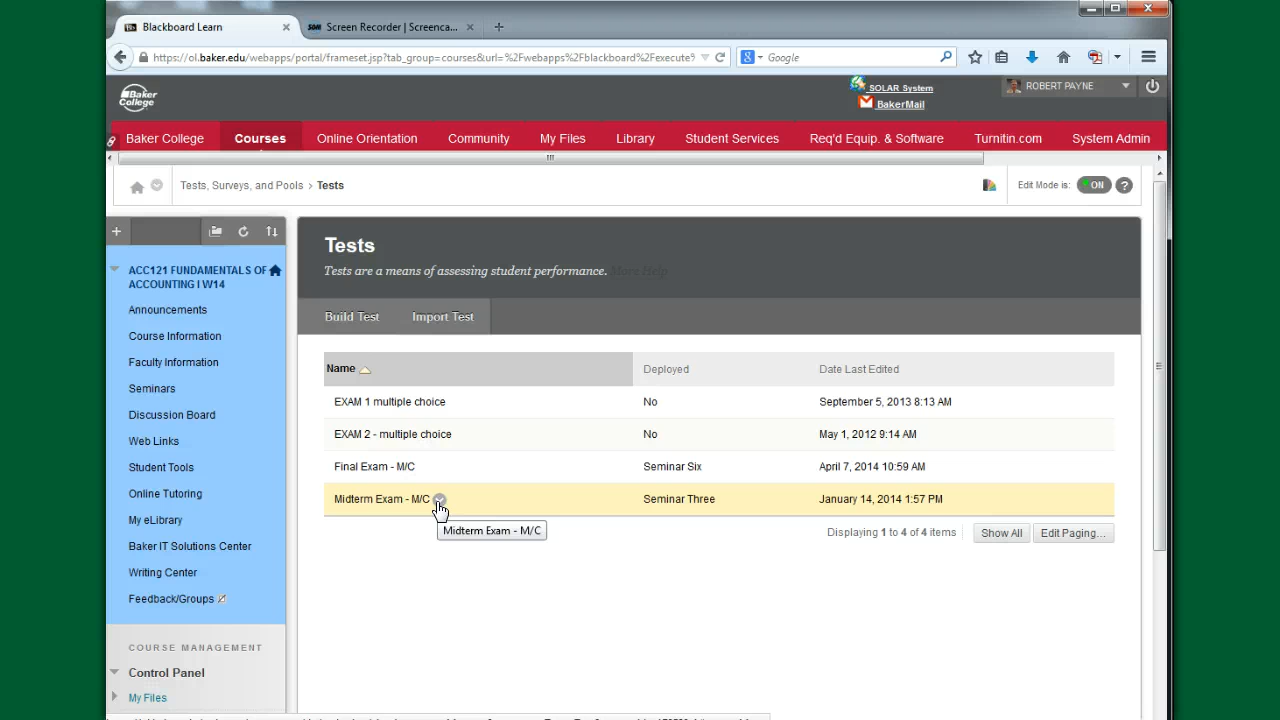 Blackboard Learn
Screen Recorder | Screenca...
https://ol.baker.edu/webapps/portal/frameset.jsp?tab_group=courses&url=%2Fwebapps%2Fblackboard%2Fexecute%
Google
Baker College
SOLAR System
BakerMail
ROBERT PAYNE
Baker College Courses Online Orientation Community My Files Library Student Services Req'd Equip. & Software Turnitin.com System Admin
Tests, Surveys, and Pools > Tests
Edit Mode is: ON ?
Tests
Tests are a means of assessing student performance. More Help
Build Test Import Test
ACC121 FUNDAMENTALS OF
ACCOUNTING I W14
Announcements
Course Information
Faculty Information
Seminars
Discussion Board
Web Links
Student Tools
Online Tutoring
My eLibrary
Baker IT Solutions Center
Writing Center
Feedback/Groups
COURSE MANAGEMENT
Control Panel
My Files
Name Deployed Date Last Edited
EXAM 1 multiple choice No September 5, 2013 8:13 AM
EXAM 2 - multiple choice No May 1, 2012 9:14 AM
Final Exam - M/C Seminar Six April 7, 2014 10:59 AM
Midterm Exam - M/C Seminar Three January 14, 2014 1:57 PM
Midterm Exam - M/C
Displaying 1 to 4 of 4 items Show All Edit Paging...